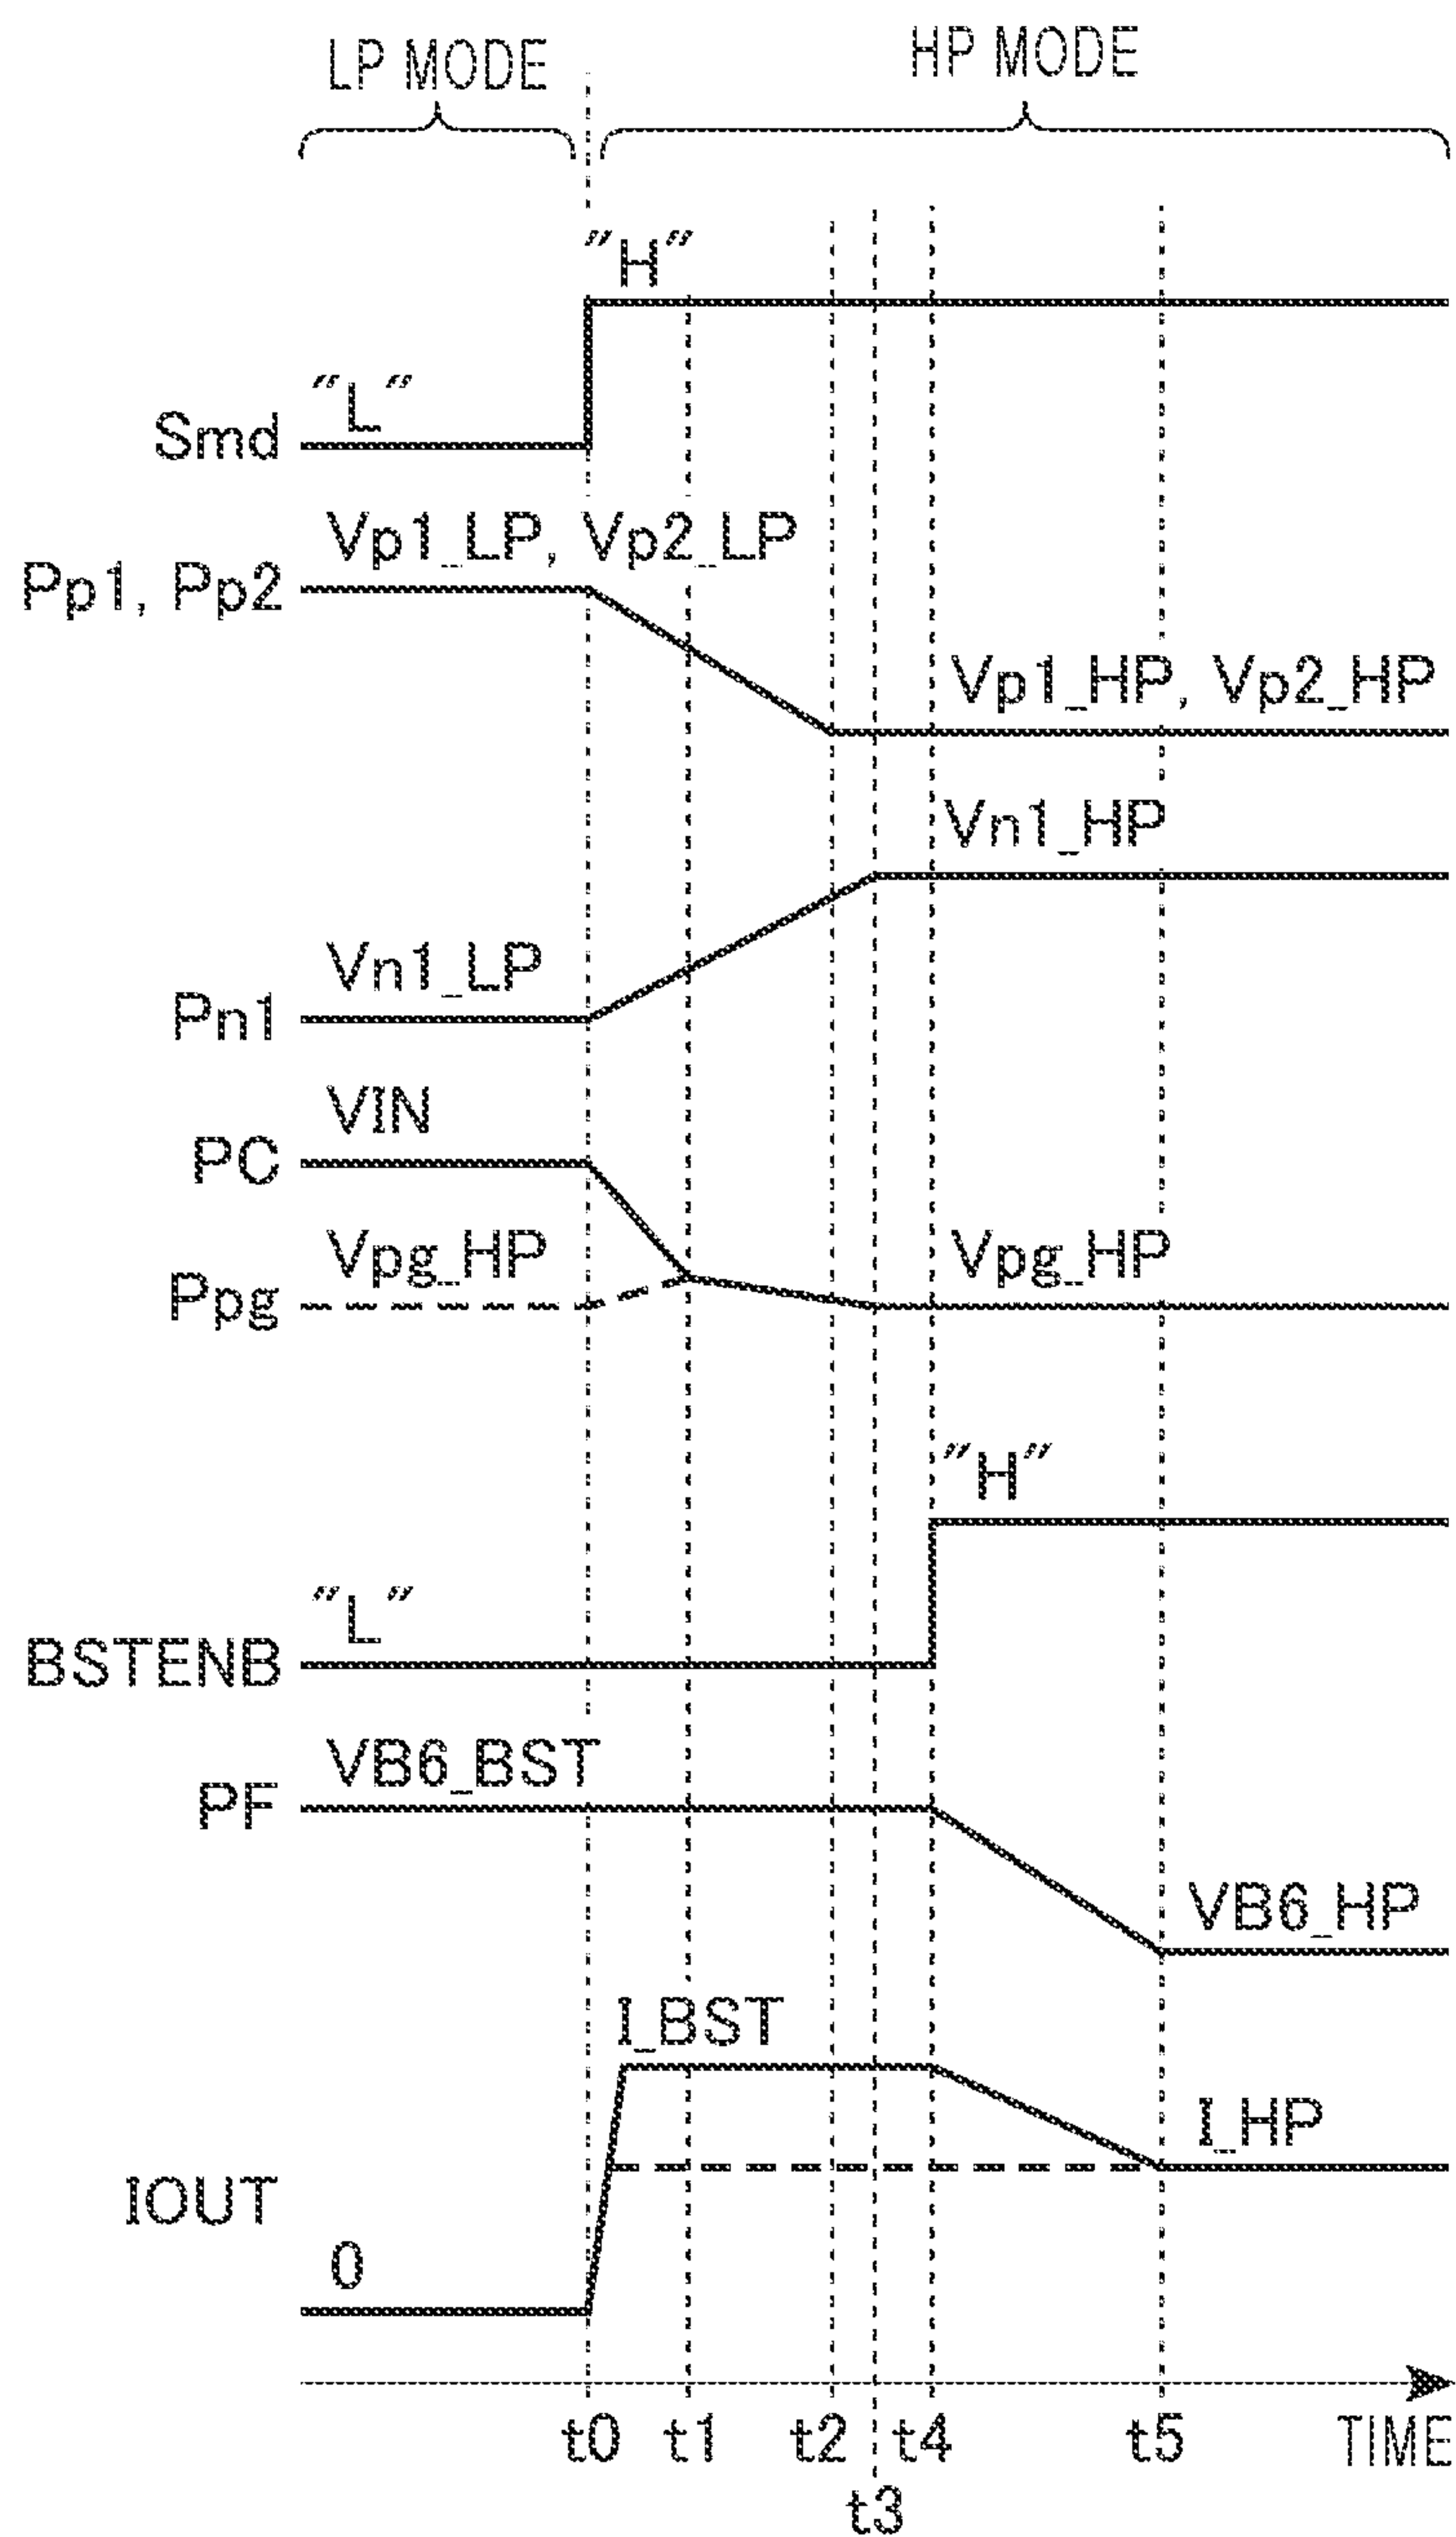 LP MODE HP MODE
"H"
"L"
Smd
Vp1_LP, Vp2_LP
Pp1, Pp2
Vp1_HP, Vp2_HP
Vn1_HP
Vn1_LP
Pn1
VIN
PC
Vpg_HP Vpg_HP
Ppg
"H"
"L"
BSTENB
VB6_BST
PF
VB6_HP
I_BST
I_HP
IOUT
0
t0 t1 t2 t4 t5 TIME
t3